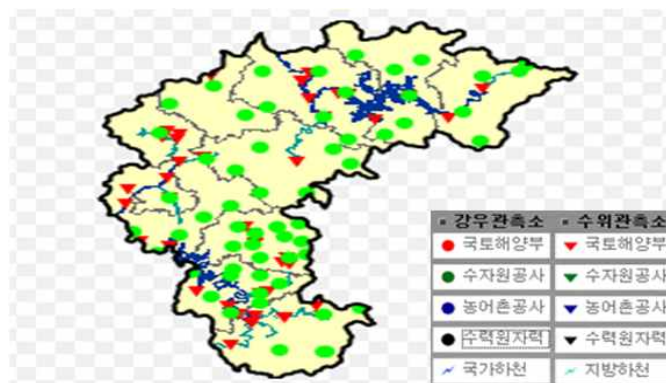 강우관측소 수위관측소
국토해양부 국토해양부
수자원공사 수자원공사
농어촌공사 농어촌공사
수력원자력 수력원자력
국가하천 지방하천